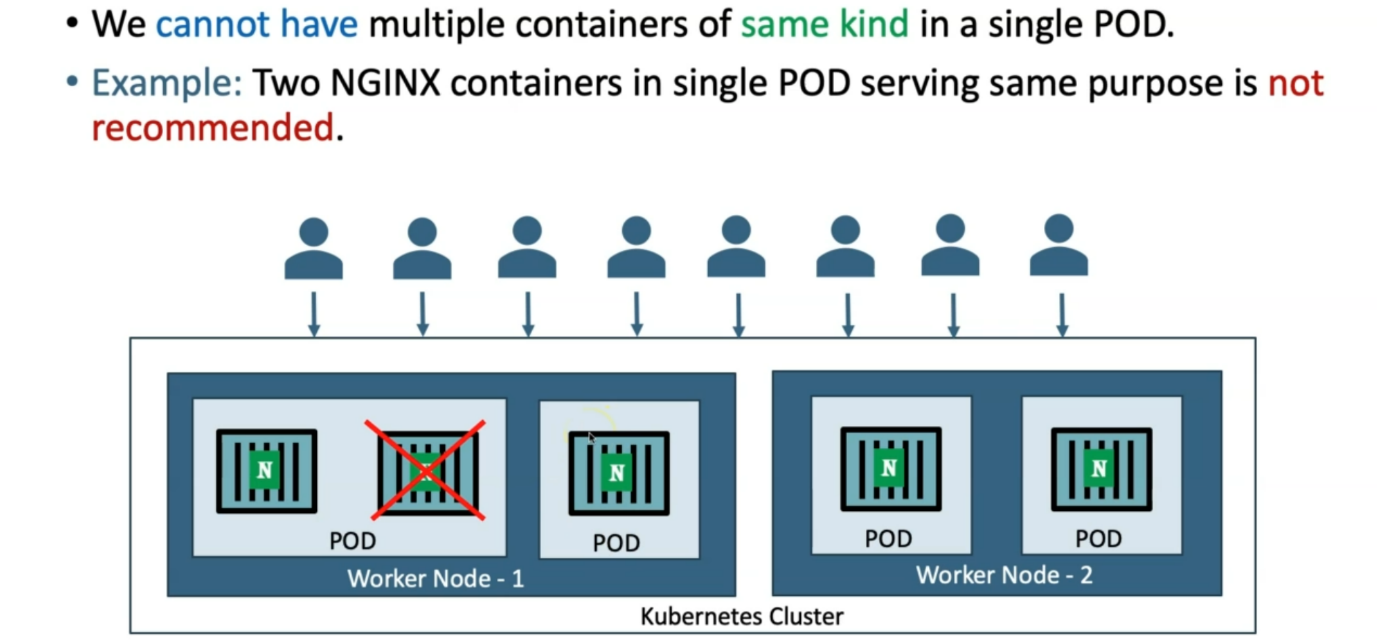 • We cannot have multiple containers of same kind in a single POD.
• Example: Two NGINX containers in single POD serving same purpose is not
recommended.
N N N N
POD POD POD POD
Worker Node - 1 Worker Node - 2
Kubernetes Cluster